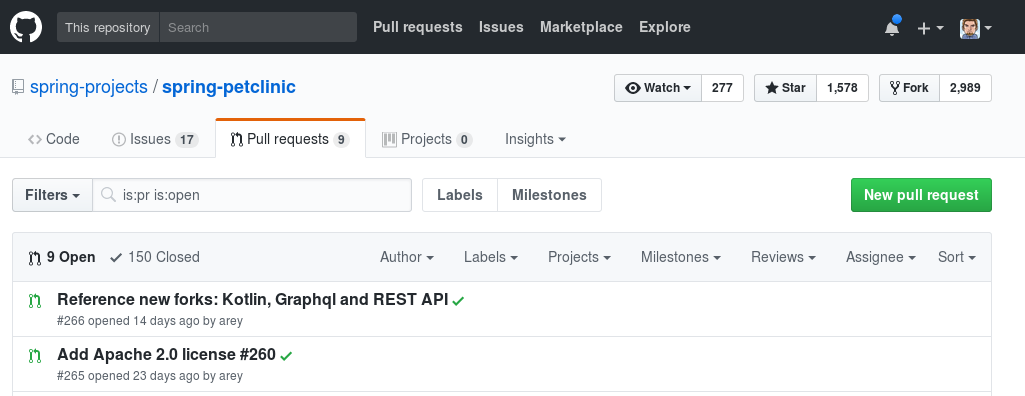 This repository Search Pull requests Issues Marketplace Explore
spring-projects / spring-petclinic Watch 277 Star 1,578 Fork 2,989
Code Issues 17 Pull requests 9 Projects 0 Insights
Filters is:pr is:open Labels Milestones New pull request
9 Open 150 Closed Author Labels Projects Milestones Reviews Assignee Sort
Reference new forks: Kotlin, Graphql and REST API
#266 opened 14 days ago by arey
Add Apache 2.0 license #260
#265 opened 23 days ago by arey